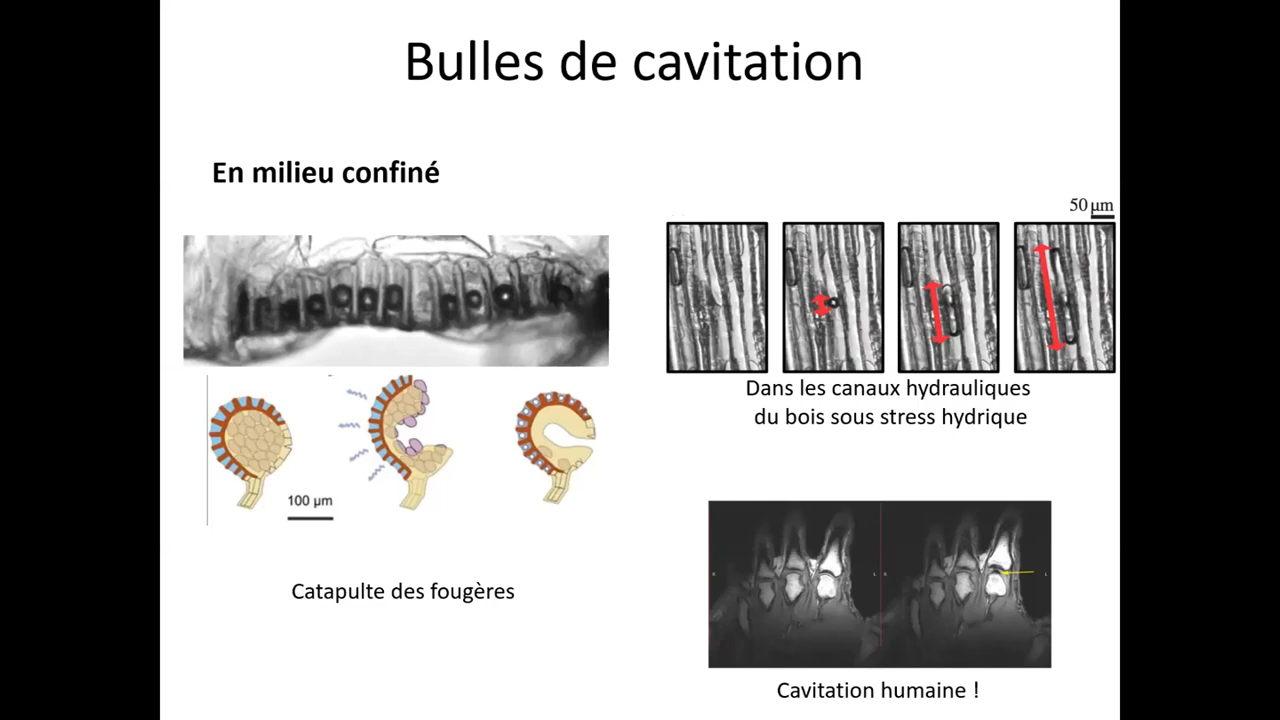 Bulles de cavitation
En milieu confiné
50 µm
Dans les canaux hydrauliques
du bois sous stress hydrique
100 µm
Catapulte des fougères
Cavitation humaine !